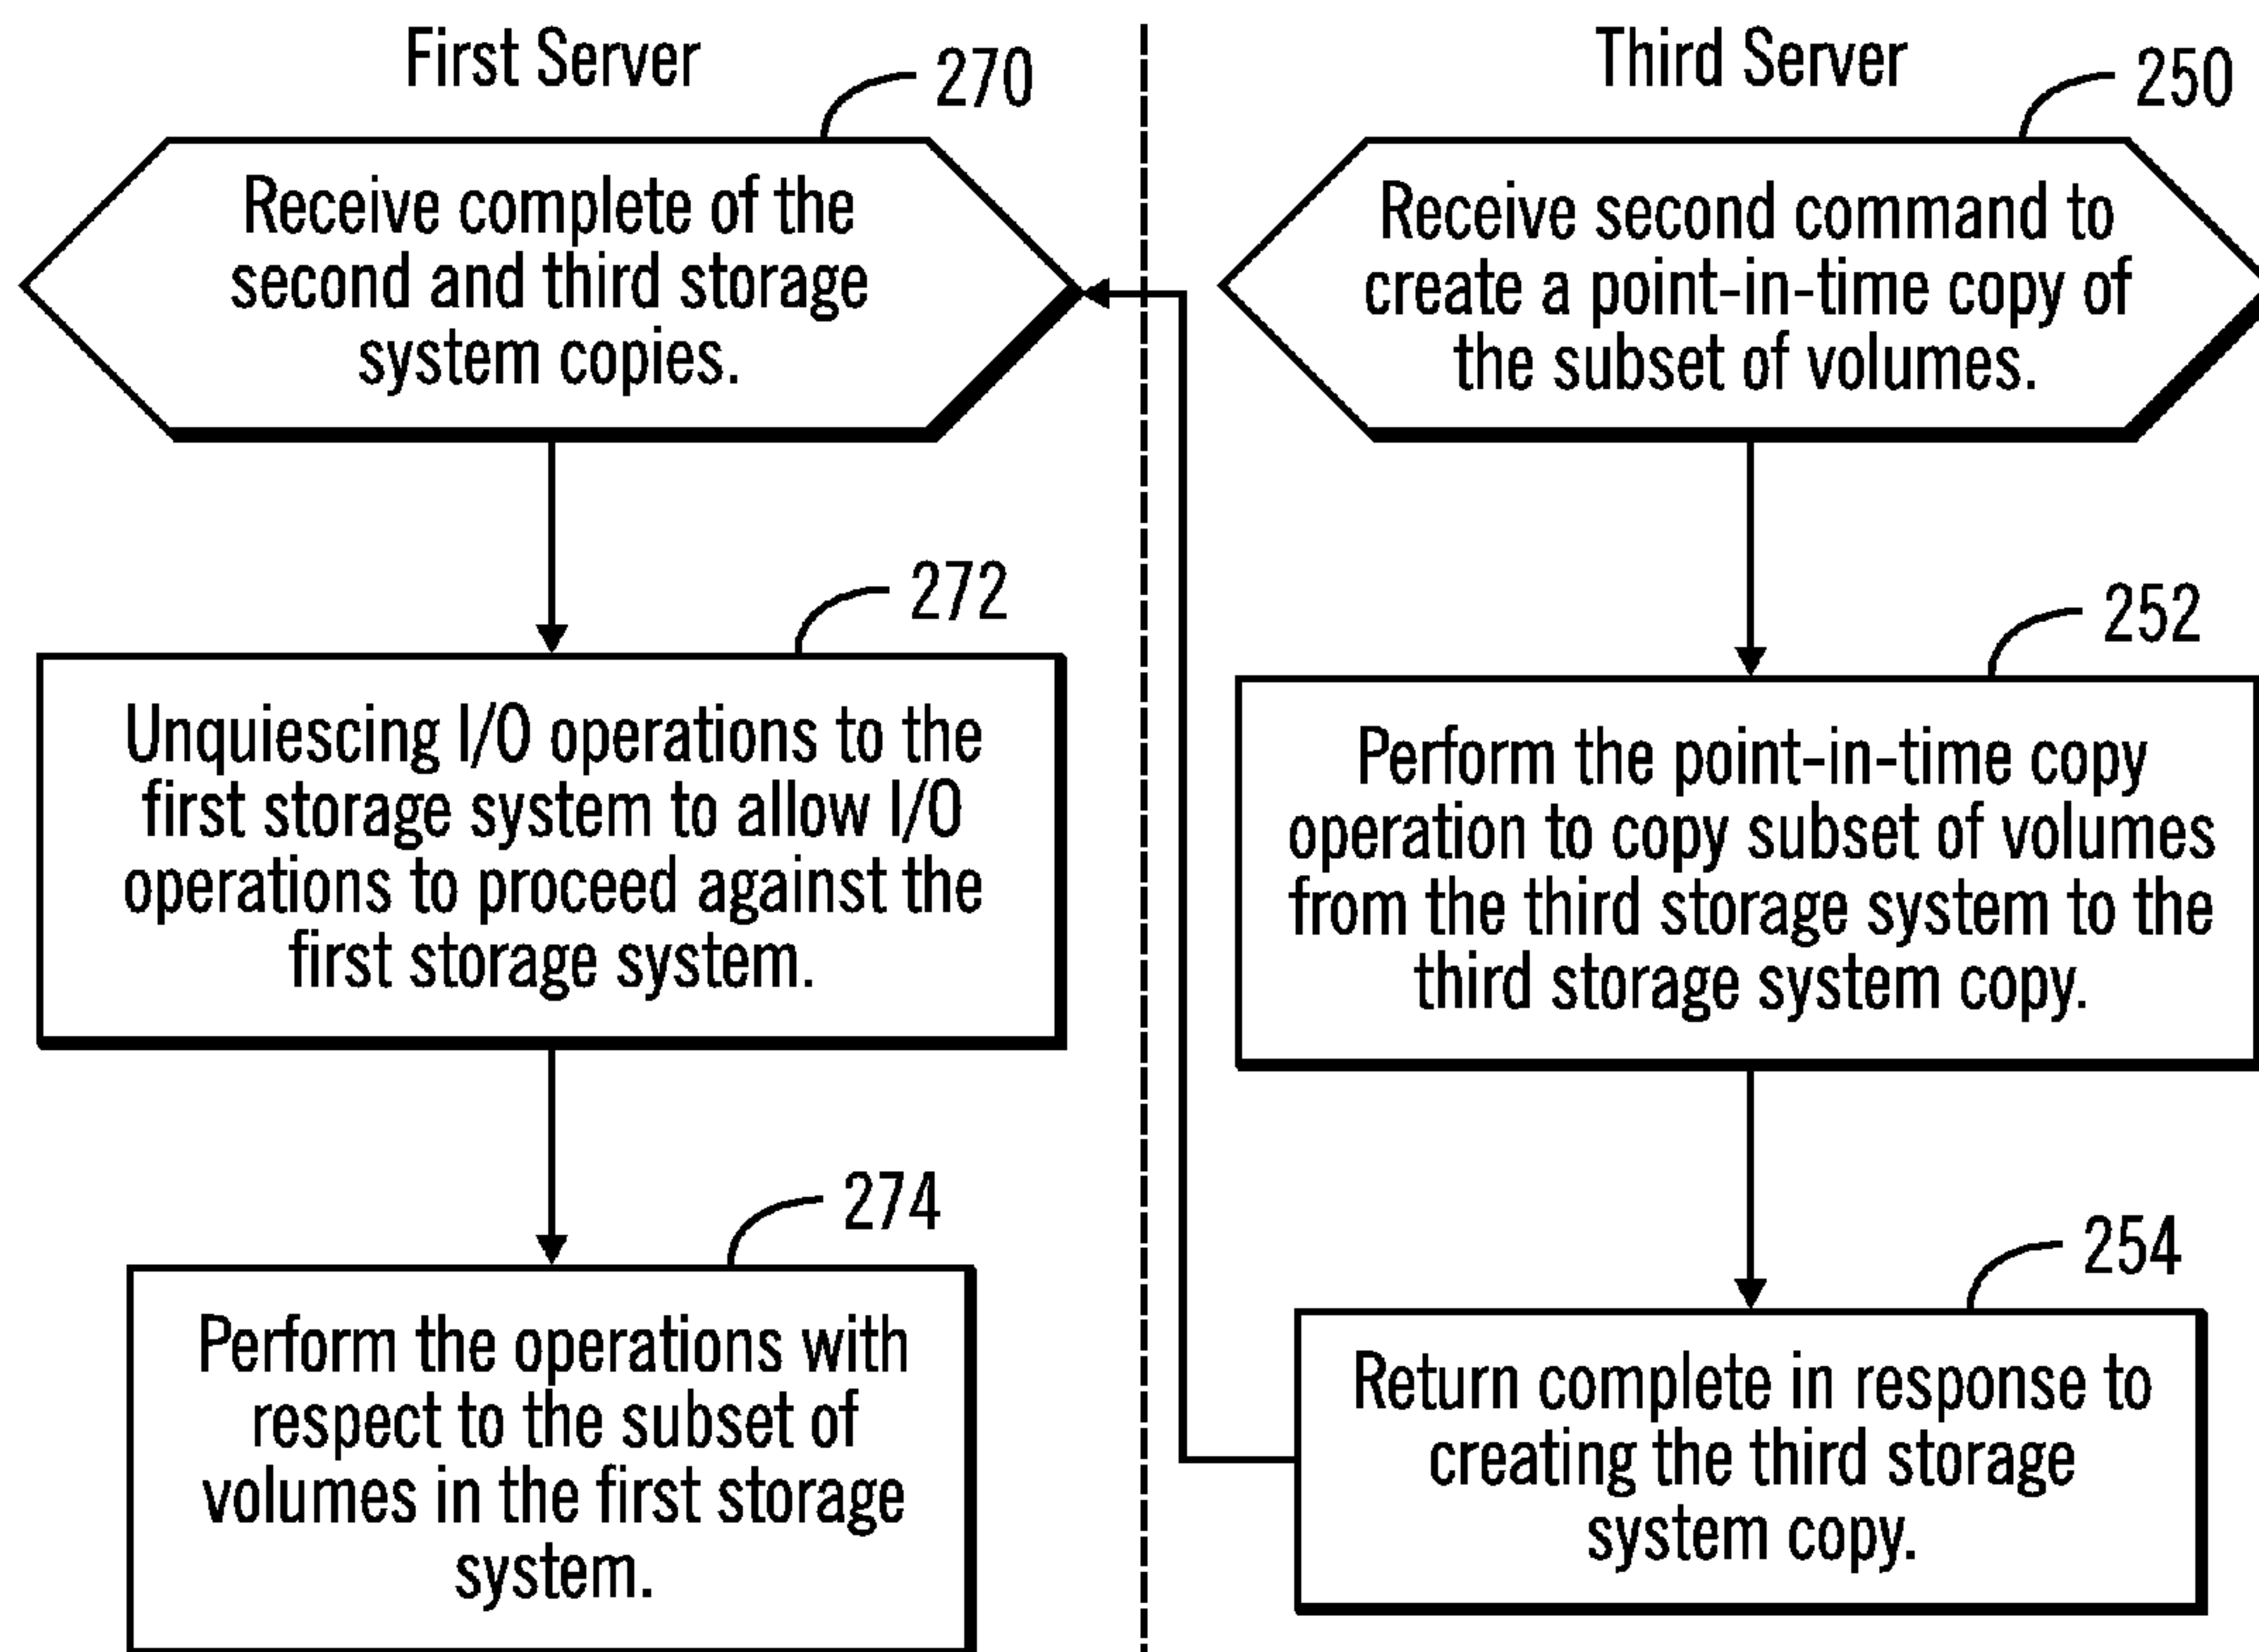 First Server
270
Receive complete of the
second and third storage
system copies.
272
Unquiescing I/O operations to the
first storage system to allow I/O
operations to proceed against the
first storage system.
274
Perform the operations with
respect to the subset of
volumes in the first storage
system.
Third Server
250
Receive second command to
create a point-in-time copy of
the subset of volumes.
252
Perform the point-in-time copy
operation to copy subset of volumes
from the third storage system to the
third storage system copy.
254
Return complete in response to
creating the third storage
system copy.